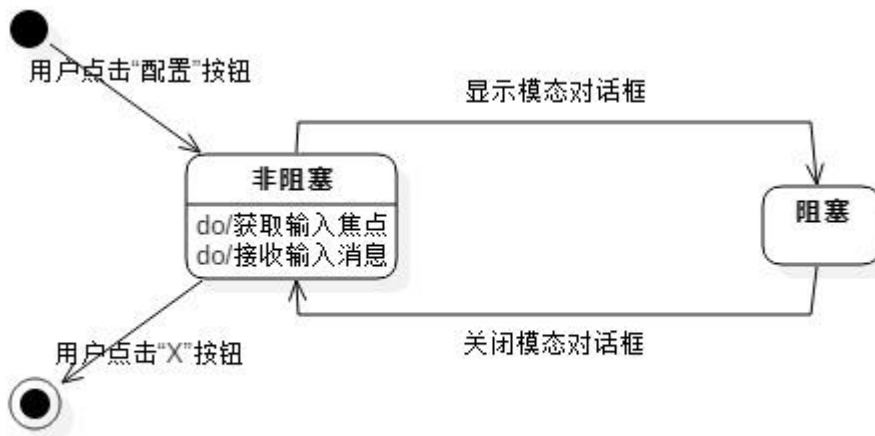 用户点击“配置”按钮
显示模态对话框
非阻塞
do/获取输入焦点
do/接收输入消息
阻塞
关闭模态对话框
用户点击“X”按钮